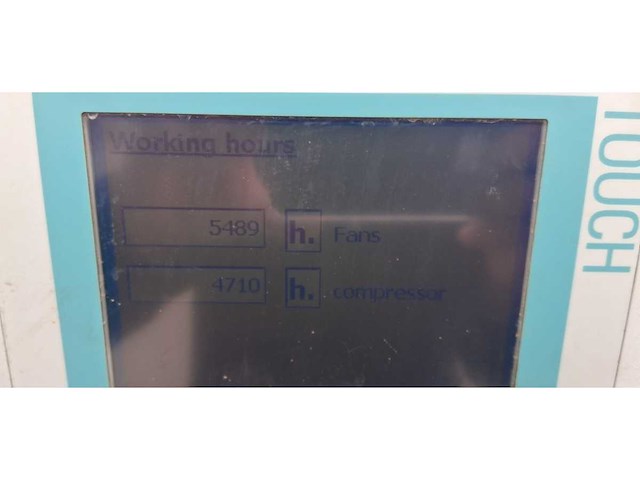 Working hours
5489 h. Fans
4710 h. compressor
TOUCH